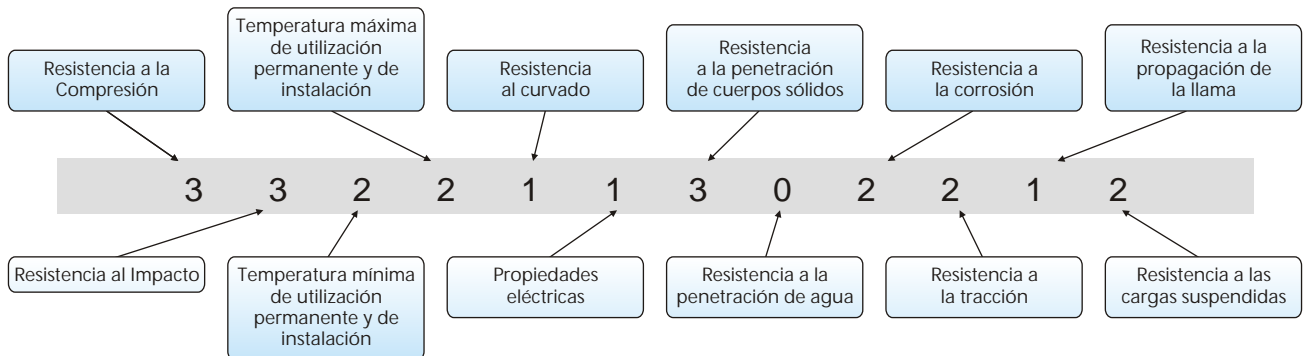 Resistencia a la
Compresión
Temperatura máxima
de utilización
permanente y de
instalación
Resistencia
al curvado
Resistencia
a la penetración
de cuerpos sólidos
Resistencia a
la corrosión
Resistencia a la
propagación de
la llama
3 3 2 2 1 1 3 0 2 2 1 2
Resistencia al Impacto
Temperatura mínima
de utilización
permanente y de
instalación
Propiedades
eléctricas
Resistencia a la
penetración de agua
Resistencia a
la tracción
Resistencia a las
cargas suspendidas